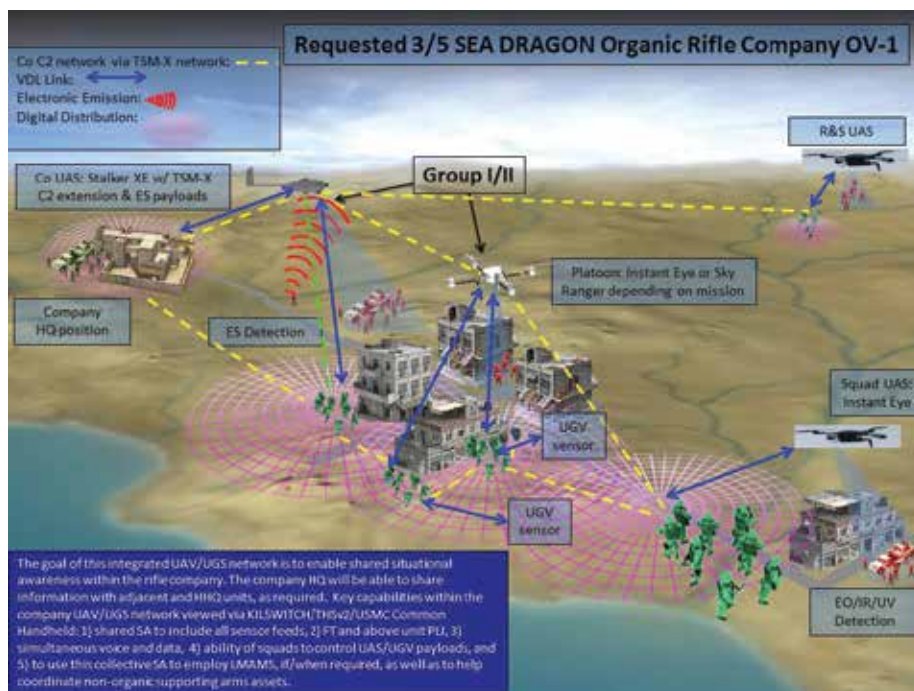 Requested 3/5 SEA DRAGON Organic Rifle Company OV-1
Co C2 network via TSM-X network:
VDL Link:
Electronic Emission:
Digital Distribution:
R&S UAS
Co UAS: Stalker XE w/ TSM-X
C2 extension & ES payloads
Group I/II
Platoon: Instant Eye or Sky
Ranger depending on mission
Company
HQ position
ES Detection
Squad UAS:
Instant Eye
UGV
sensor
UGV
sensor
EO/IR/UV
Detection
The goal of this integrated UAV/UGS network is to enable shared situational
awareness within the rifle company. The company HQ will be able to share
information with adjacent and HHQ units, as required. Key capabilities within the
company UAV/UGS network viewed via KILSWITCH/THSv2/USMC Common
Handheld: 1) shared SA to include all sensor feeds, 2) FT and above unit PLI, 3)
simultaneous voice and data, 4) ability of squads to control UAS/UGV payloads, and
5) to use this collective SA to employ LMAMS, if/when required, as well as to help
coordinate non-organic supporting arms assets.